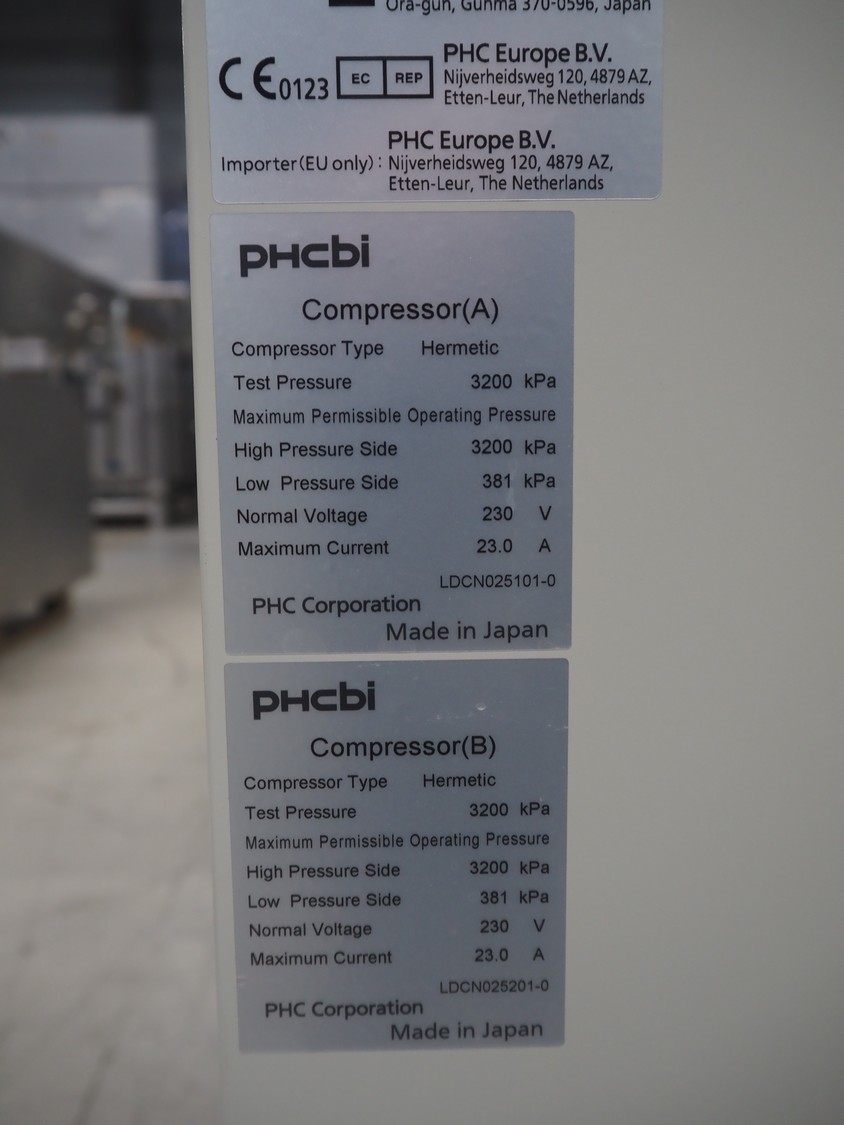 Ora-gun, Gunma 370-0596, Japan
CE 0123 EC REP PHC Europe B.V.
Nijverheidsweg 120, 4879 AZ,
Etten-Leur, The Netherlands
PHC Europe B.V.
Importer(EU only): Nijverheidsweg 120, 4879 AZ,
Etten-Leur, The Netherlands
PHCbi
Compressor(A)
Compressor Type Hermetic
Test Pressure 3200 kPa
Maximum Permissible Operating Pressure
High Pressure Side 3200 kPa
Low Pressure Side 381 kPa
Normal Voltage 230 V
Maximum Current 23.0 A
LDCN025101-0
PHC Corporation
Made in Japan
PHCbi
Compressor(B)
Compressor Type Hermetic
Test Pressure 3200 kPa
Maximum Permissible Operating Pressure
High Pressure Side 3200 kPa
Low Pressure Side 381 kPa
Normal Voltage 230 V
Maximum Current 23.0 A
LDCN025201-0
PHC Corporation
Made in Japan